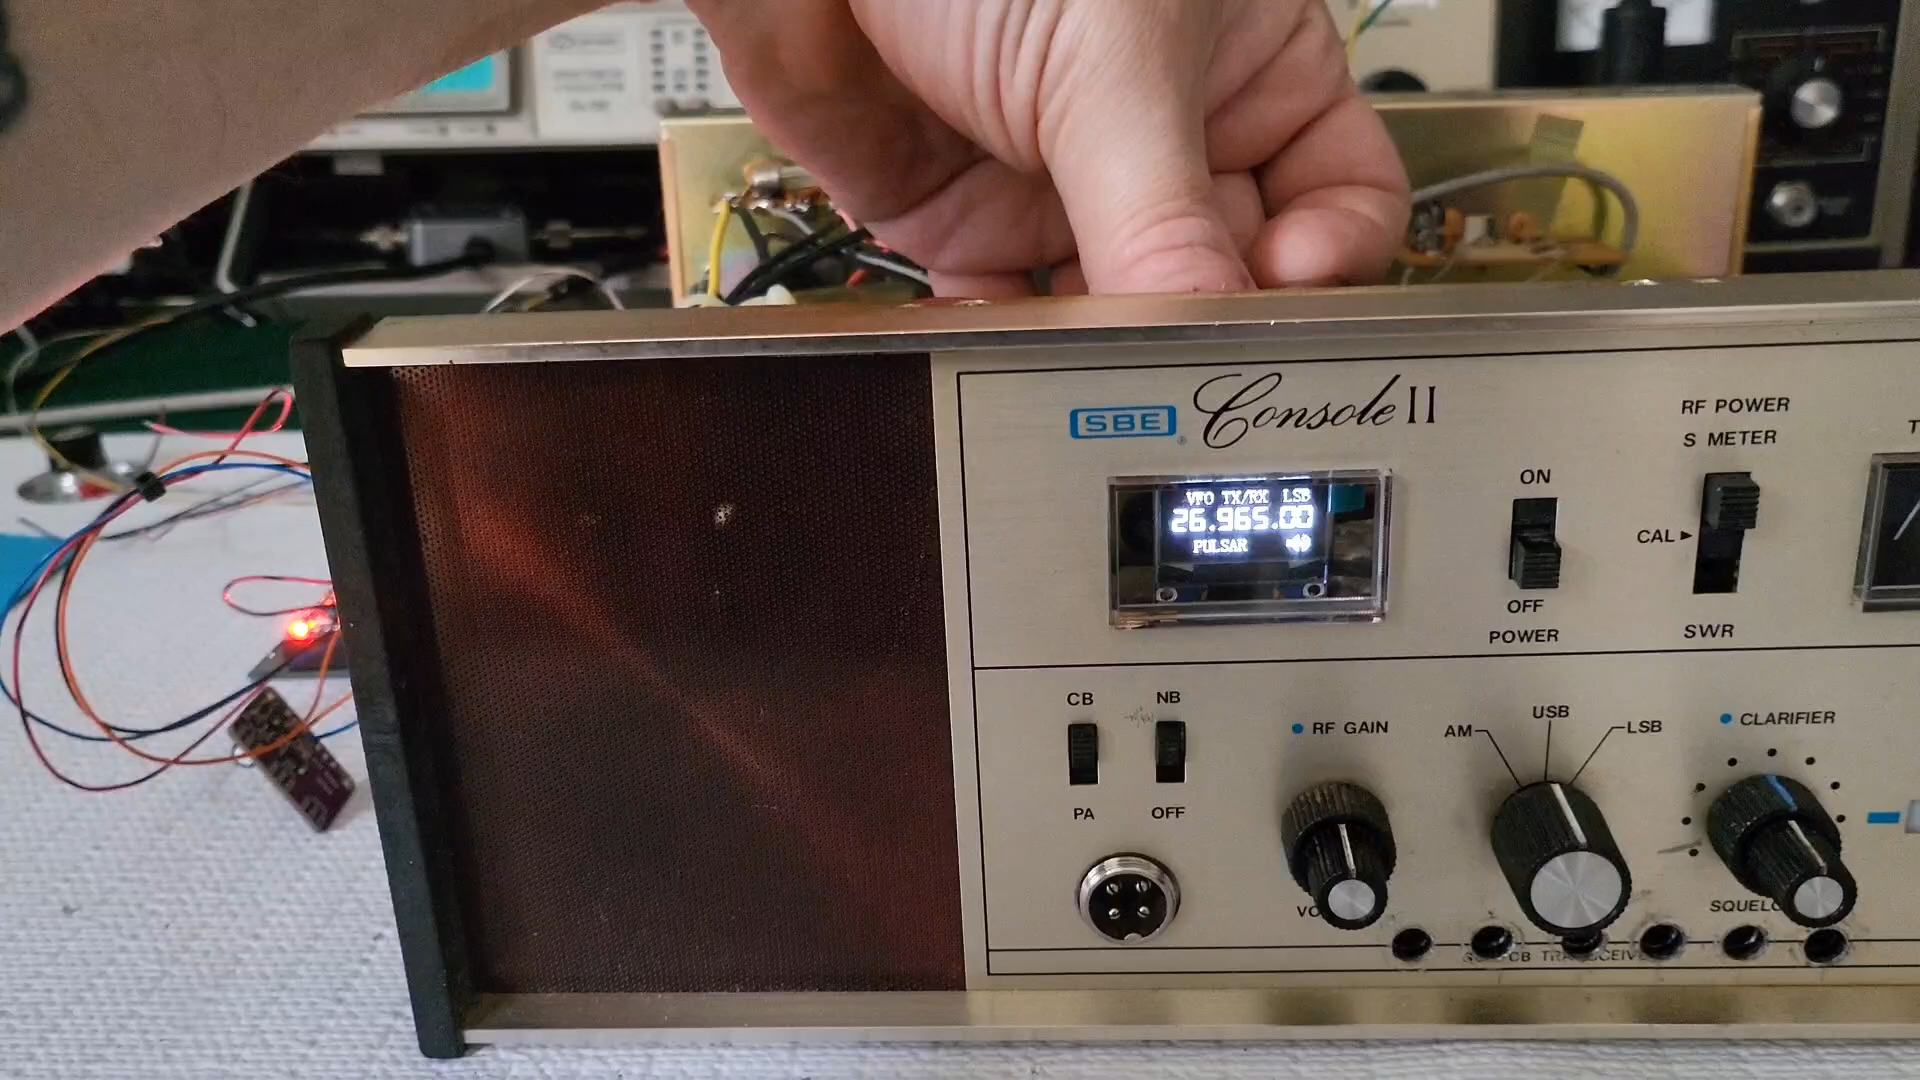 SBE® Console II
VFO TX/RX LSB
26.965.00
PULSAR
ON
OFF
POWER
RF POWER
S METER
CAL
SWR
CB
NB
PA
OFF
RF GAIN
AM
USB
LSB
CLARIFIER